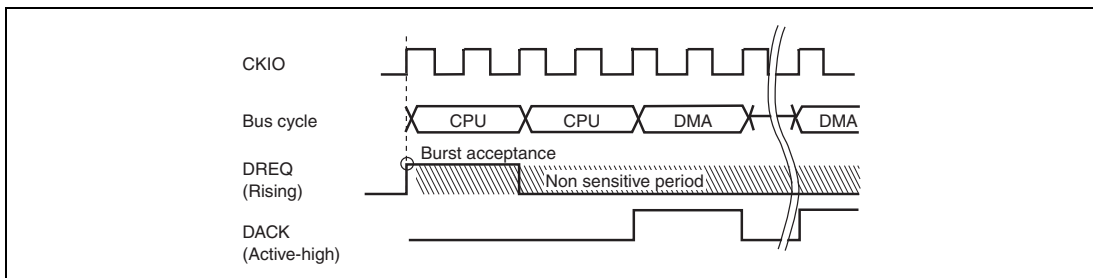 CKIO
Bus cycle
CPU CPU DMA DMA
Burst acceptance
DREQ
(Rising)
Non sensitive period
DACK
(Active-high)